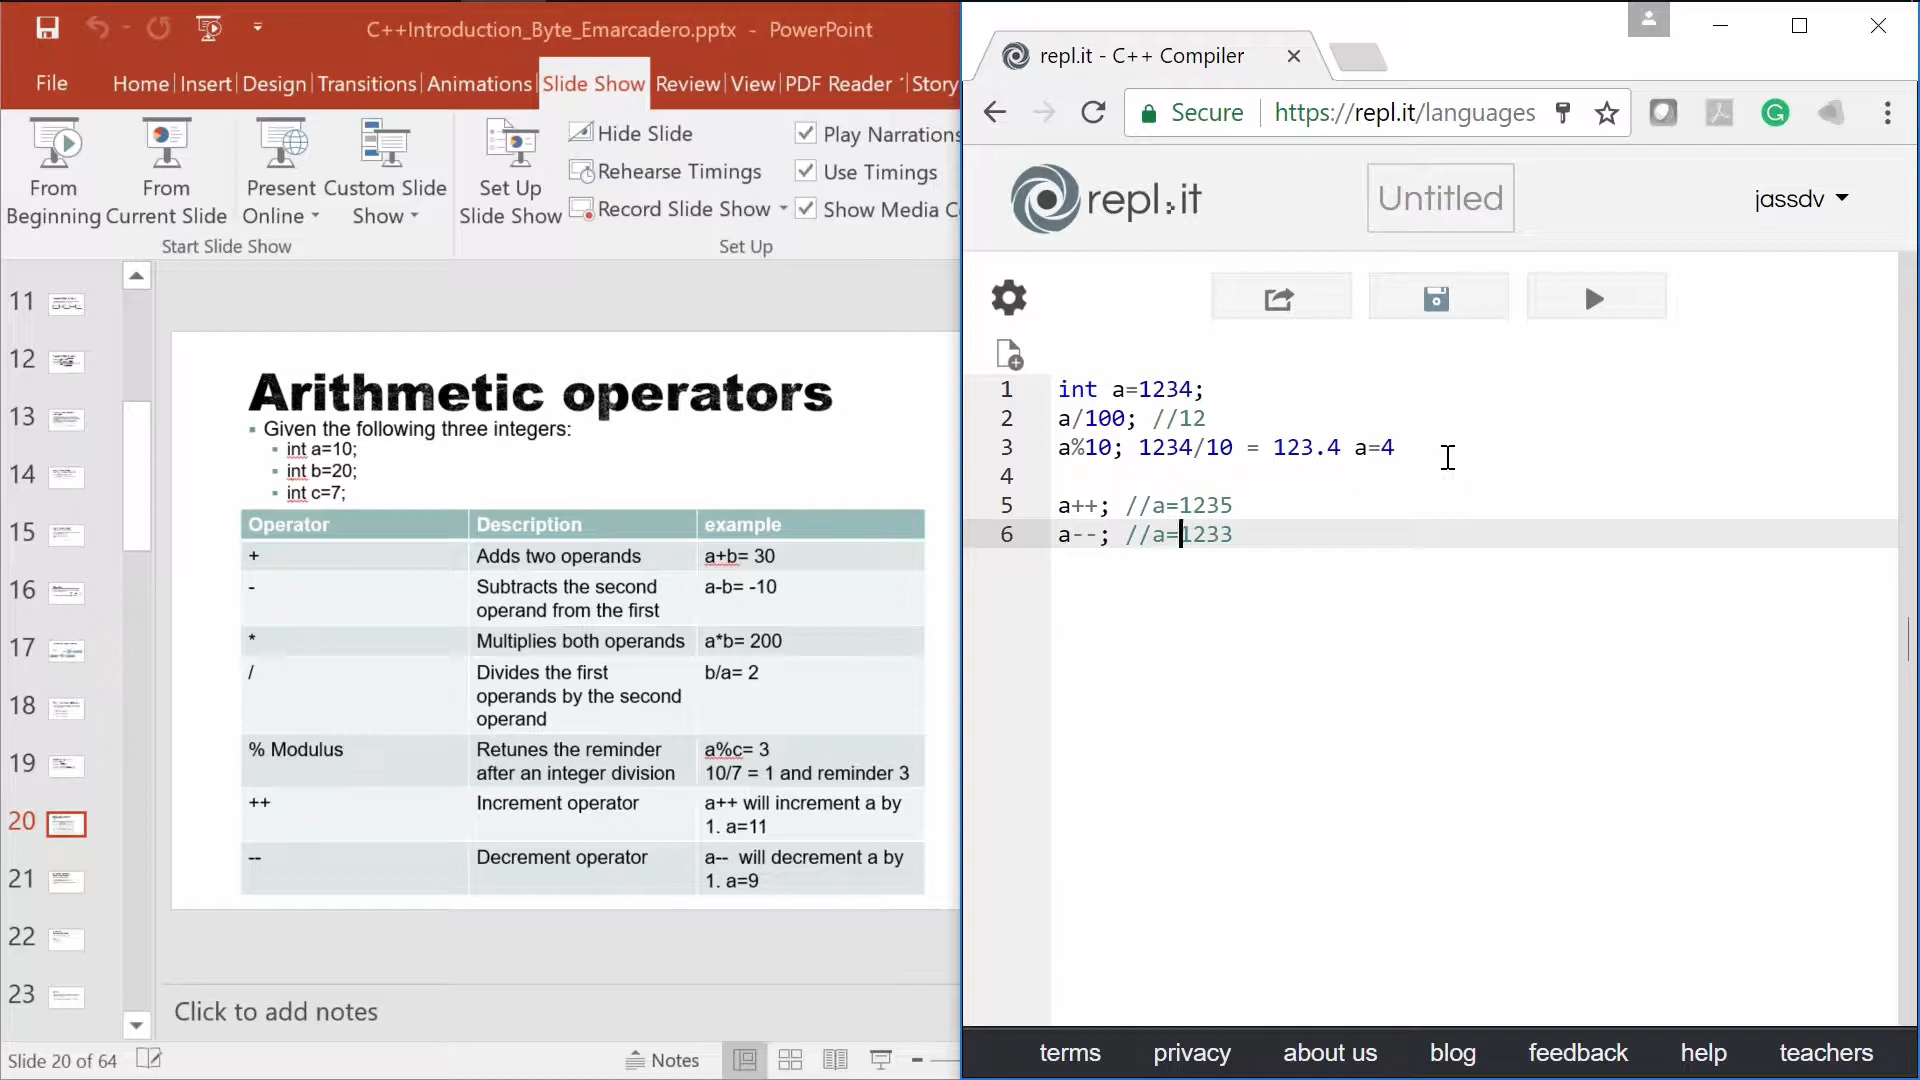 C++Introduction_Byte_Emarcadero.pptx - PowerPoint
File Home Insert Design Transitions Animations Slide Show Review View PDF Reader Story
From Beginning
From Current Slide
Present Online
Custom Slide Show
Start Slide Show
Set Up Slide Show
Hide Slide
Rehearse Timings
Record Slide Show
Play Narrations
Use Timings
Show Media C
Set Up
11
12
13
14
15
16
17
18
19
20
21
22
23
Arithmetic operators
Given the following three integers:
int a=10;
int b=20;
int c=7;
Operator Description example
+ Adds two operands a+b= 30
- Subtracts the second operand from the first a-b= -10
* Multiplies both operands a*b= 200
/ Divides the first operands by the second operand b/a= 2
% Modulus Retunes the reminder after an integer division a%c= 3
10/7 = 1 and reminder 3
++ Increment operator a++ will increment a by 1. a=11
-- Decrement operator a-- will decrement a by 1. a=9
Click to add notes
Slide 20 of 64
Notes
repl.it - C++ Compiler
Secure https://repl.it/languages
repl.it
Untitled
jassdv
1 int a=1234;
2 a/100; //12
3 a%10; 1234/10 = 123.4 a=4
4
5 a++; //a=1235
6 a--; //a=1233
terms privacy about us blog feedback help teachers